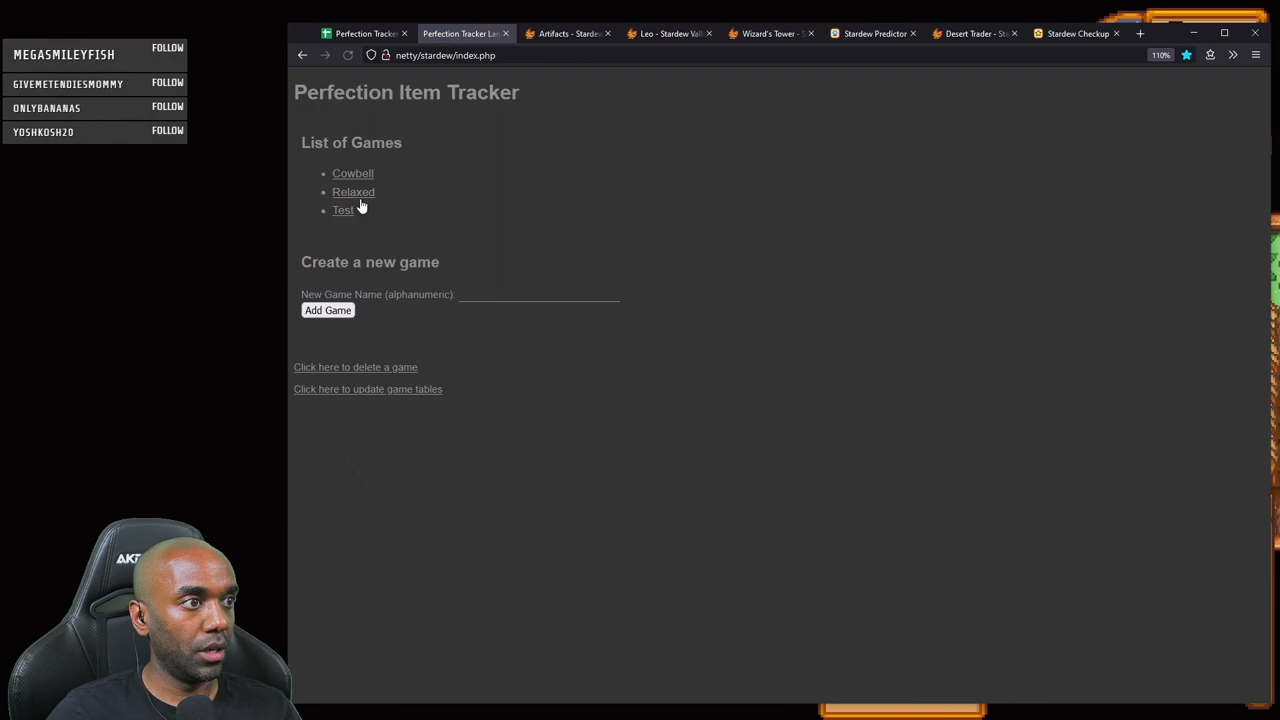 MEGASMILEYFISH FOLLOW
GIVEMETENDIESMOMMY FOLLOW
ONLYBANANAS FOLLOW
YOSHKOSH20 FOLLOW
Perfection Tracker
Perfection Tracker Lan
Artifacts - Stardew
Leo - Stardew Vall
Wizard's Tower - S
Stardew Predictor
Desert Trader - Sta
Stardew Checkup
netty/stardew/index.php
110%
Perfection Item Tracker
List of Games
• Cowbell
• Relaxed
• Test
Create a new game
New Game Name (alphanumeric):
Add Game
Click here to delete a game
Click here to update game tables